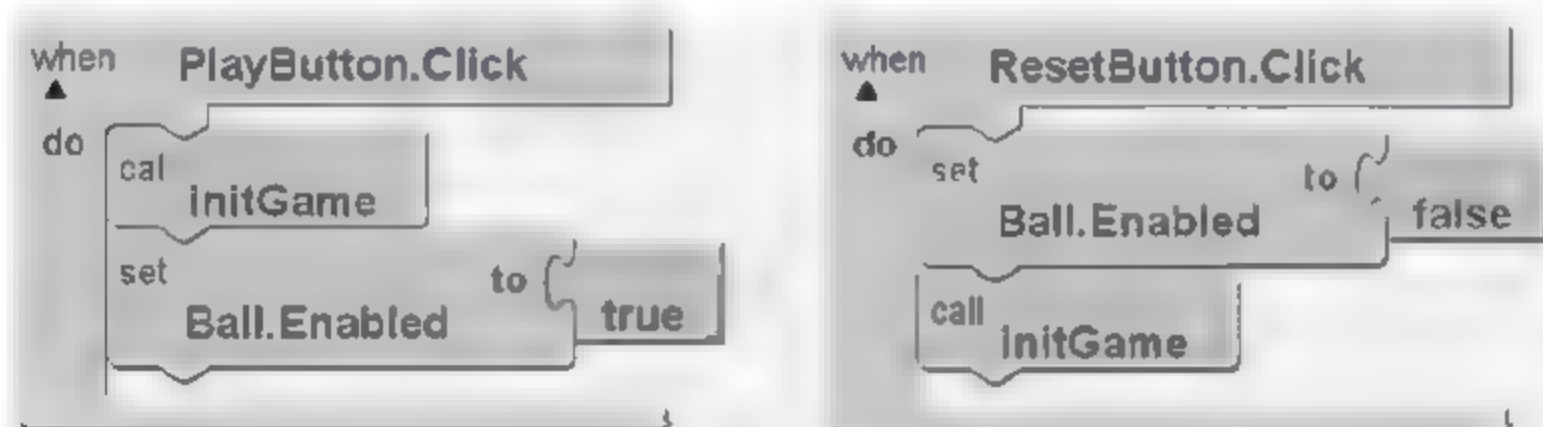 when PlayButton.Click
do
cal
initGame
set to
Ball.Enabled true
when ResetButton.Click
do
set to
Ball.Enabled false
call
initGame